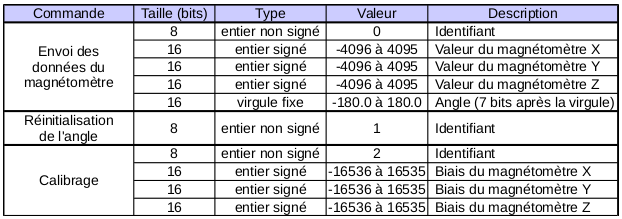 Commande Taille (bits) Type Valeur Description
Envoi des données du magnétomètre
8 entier non signé 0 Identifiant
16 entier signé -4096 à 4095 Valeur du magnétomètre X
16 entier signé -4096 à 4095 Valeur du magnétomètre Y
16 entier signé -4096 à 4095 Valeur du magnétomètre Z
16 virgule fixe -180.0 à 180.0 Angle (7 bits après la virgule)
Réinitialisation de l'angle
8 entier non signé 1 Identifiant
Calibrage
8 entier non signé 2 Identifiant
16 entier signé -16536 à 16535 Biais du magnétomètre X
16 entier signé -16536 à 16535 Biais du magnétomètre Y
16 entier signé -16536 à 16535 Biais du magnétomètre Z